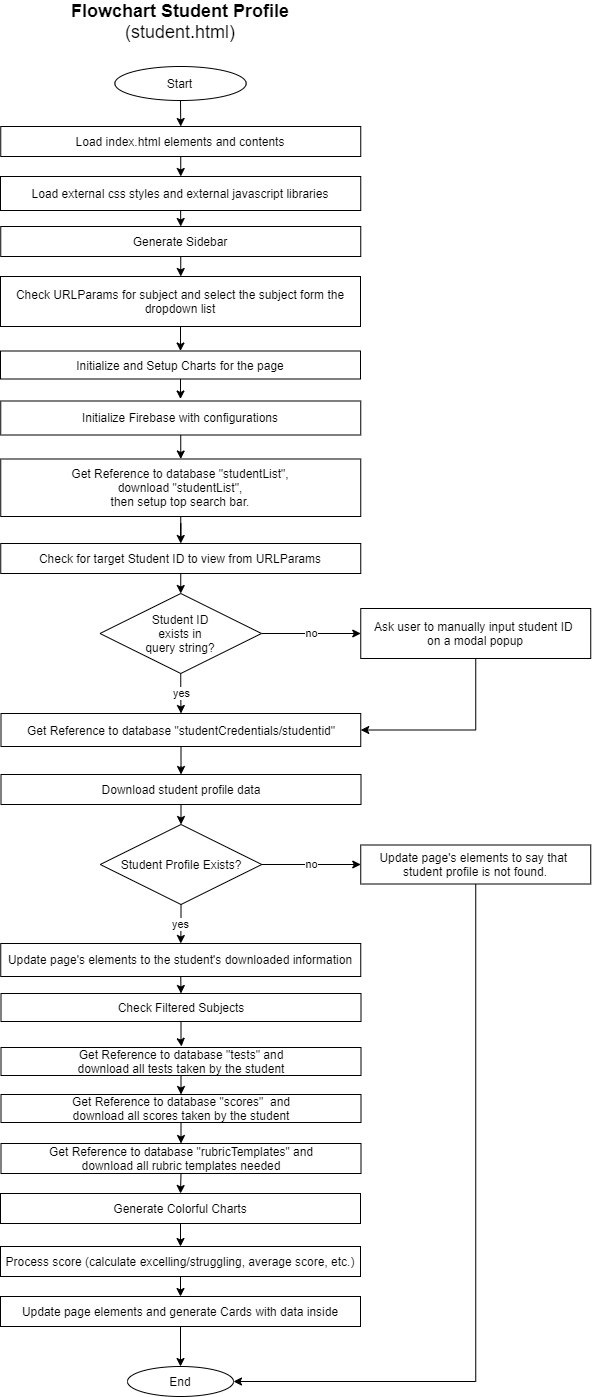 Flowchart Student Profile
(student.html)
Start
Load index.html elements and contents
Load external css styles and external javascript libraries
Generate Sidebar
Check URLParams for subject and select the subject form the
dropdown list
Initialize and Setup Charts for the page
Initialize Firebase with configurations
Get Reference to database "studentList",
download "studentList",
then setup top search bar.
Check for target Student ID to view from URLParams
Student ID
exists in
query string?
no
Ask user to manually input student ID
on a modal popup
yes
Get Reference to database "studentCredentials/studentid"
Download student profile data
Student Profile Exists?
no
Update page's elements to say that
student profile is not found.
yes
Update page's elements to the student's downloaded information
Check Filtered Subjects
Get Reference to database "tests" and
download all tests taken by the student
Get Reference to database "scores"  and
download all scores taken by the student
Get Reference to database "rubricTemplates" and
download all rubric templates needed
Generate Colorful Charts
Process score (calculate excelling/struggling, average score, etc.)
Update page elements and generate Cards with data inside
End